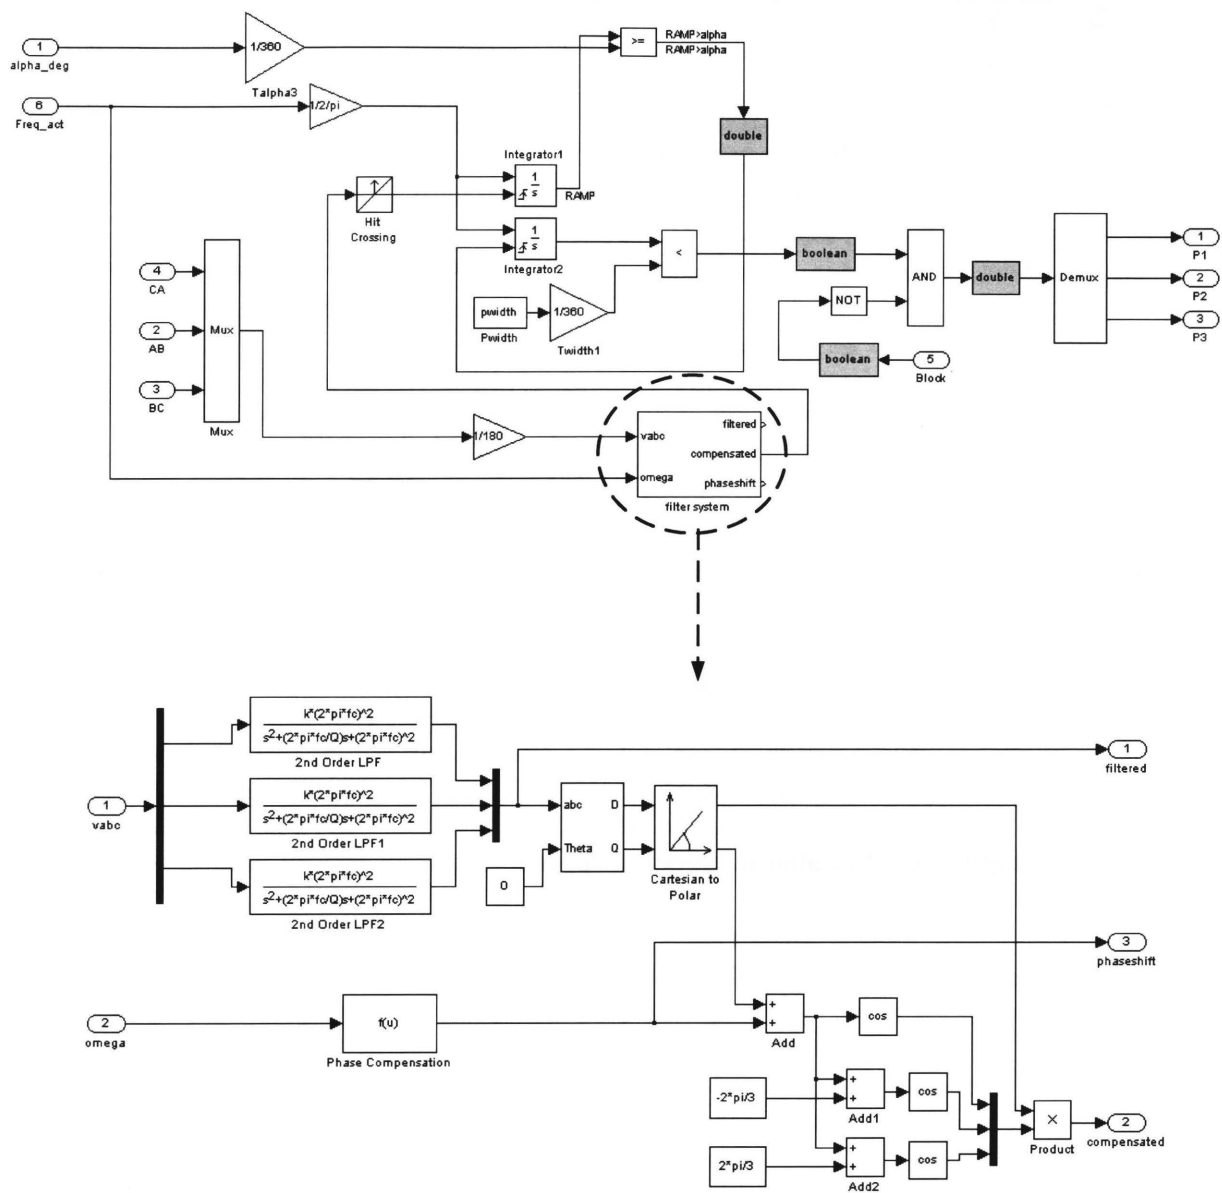 1
alpha_deg
1/360
Talpha3
>=
RAMP>alpha
RAMP>alpha
6
Freq_act
1/2/pi
double
Integrator1
1
s
RAMP
Hit
Crossing
1
s
Integrator2
<
pwidth
Pwidth
1/360
Twidth1
boolean
AND
NOT
boolean
5
Block
double
Demux
1
P1
2
P2
3
P3
4
CA
2
AB
3
BC
Mux
Mux
1/180
vabc
omega
filtered
compensated
phaseshift
filter system
1
vabc
k*(2*pi*fc)^2
s^2+(2*pi*fc/Q)s+(2*pi*fc)^2
2nd Order LPF
k*(2*pi*fc)^2
s^2+(2*pi*fc/Q)s+(2*pi*fc)^2
2nd Order LPF1
k*(2*pi*fc)^2
s^2+(2*pi*fc/Q)s+(2*pi*fc)^2
2nd Order LPF2
0
abc
Theta
D
Q
Cartesian to
Polar
1
filtered
3
phaseshift
2
omega
f(u)
Phase Compensation
+
+
Add
cos
-2*pi/3
+
+
Add1
cos
2*pi/3
+
+
Add2
cos
×
Product
2
compensated